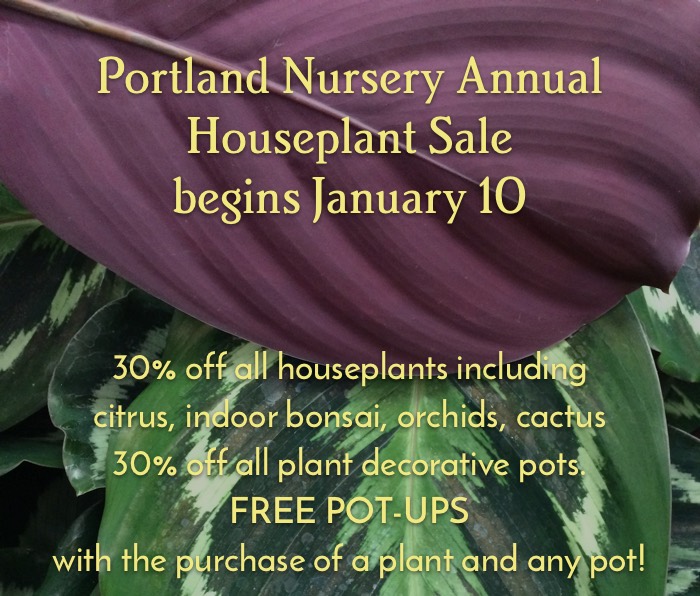 Portland Nursery Annual
Houseplant Sale
begins January 10
30% off all houseplants including
citrus, indoor bonsai, orchids, cactus
30% off all plant decorative pots.
FREE POT-UPS
with the purchase of a plant and any pot!